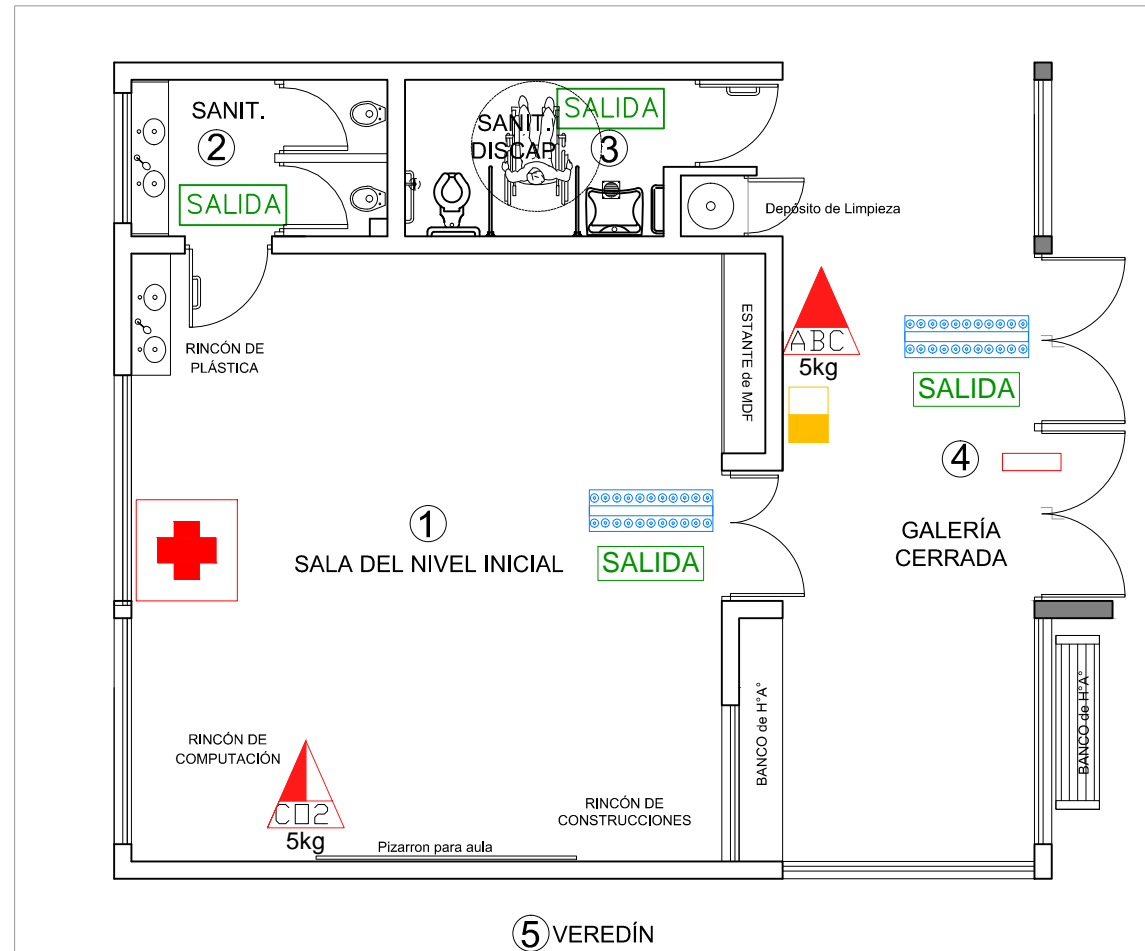 SANIT.
2
SALIDA
SALIDA
SANIT.
DISCAP.
3
Depósito de Limpieza
RINCÓN DE
PLÁSTICA
ESTANTE de MDF
ABC
5kg
SALIDA
4
GALERÍA
CERRADA
1
SALA DEL NIVEL INICIAL
SALIDA
RINCÓN DE
COMPUTACIÓN
CO2
5kg
Pizarron para aula
RINCÓN DE
CONSTRUCCIONES
BANCO de H°A°
BANCO de H°A°
5 VEREDÍN